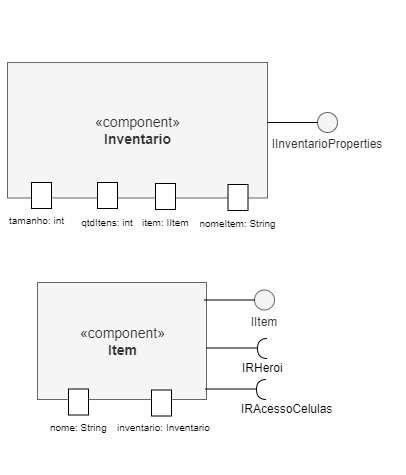 «component»
Inventario
IInventarioProperties
tamanho: int
qtdItens: int
item: IItem
nomeItem: String
«component»
Item
IItem
IRHeroi
IRAcessoCelulas
nome: String
inventario: Inventario